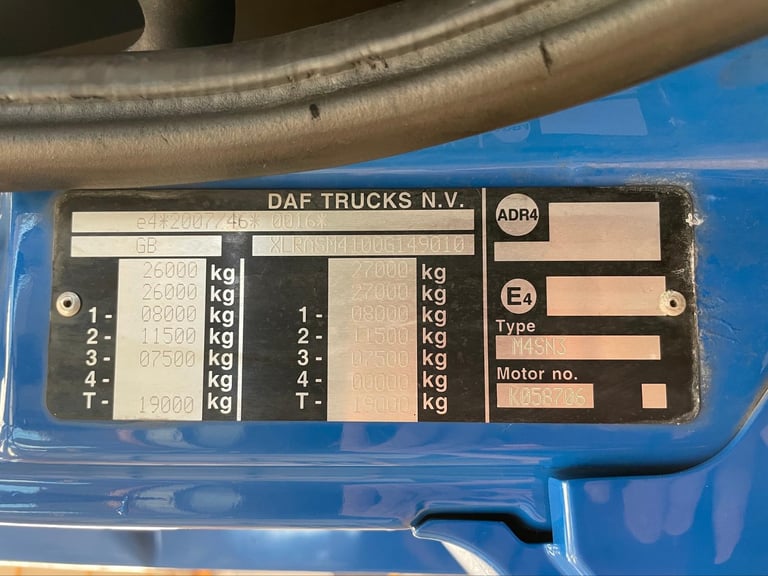 DAF TRUCKS N.V.
e4*2007/46* 0016*
GB XLRASM4100G149010
26000 kg 27000 kg
26000 kg 27000 kg
1- 08000 kg 1- 08000 kg
2- 11500 kg 2- 11500 kg
3- 07500 kg 3- 07500 kg
4- kg 4- 00000 kg
T- 19000 kg T- 19000 kg
ADR4
E4
Type
M4SN3
Motor no.
K058706